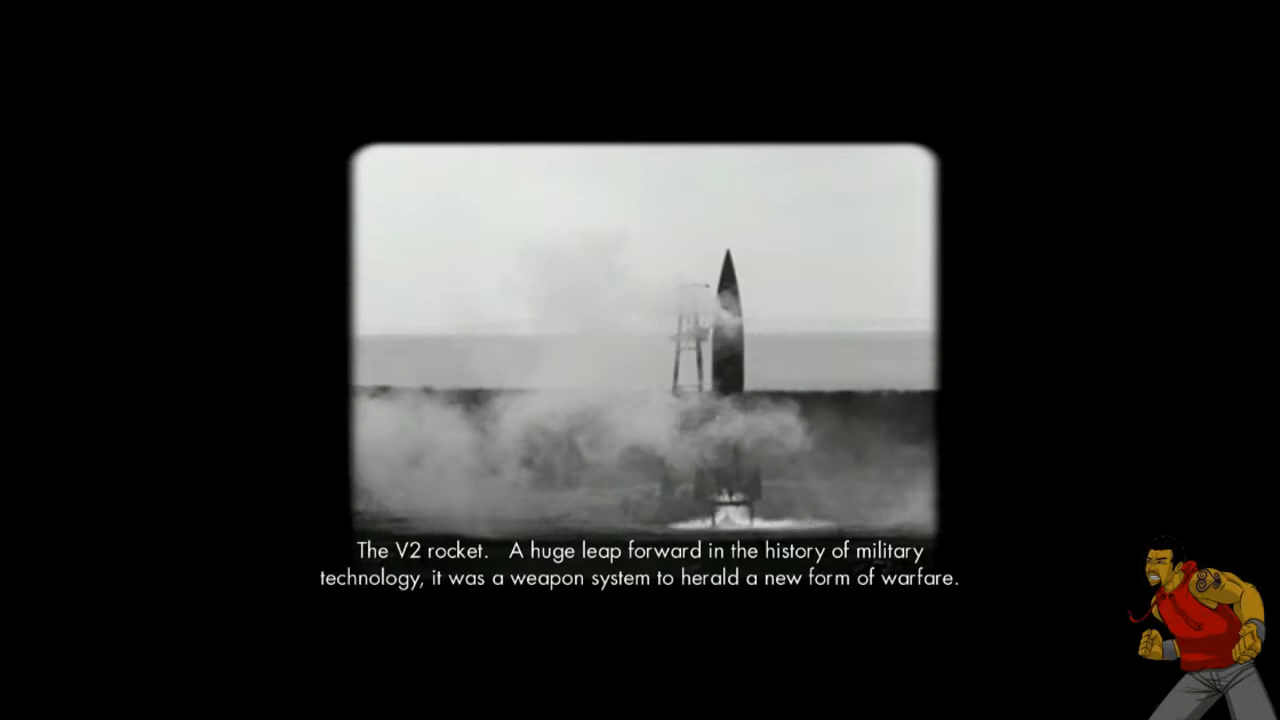 The V2 rocket.   A huge leap forward in the history of military
technology, it was a weapon system to herald a new form of warfare.